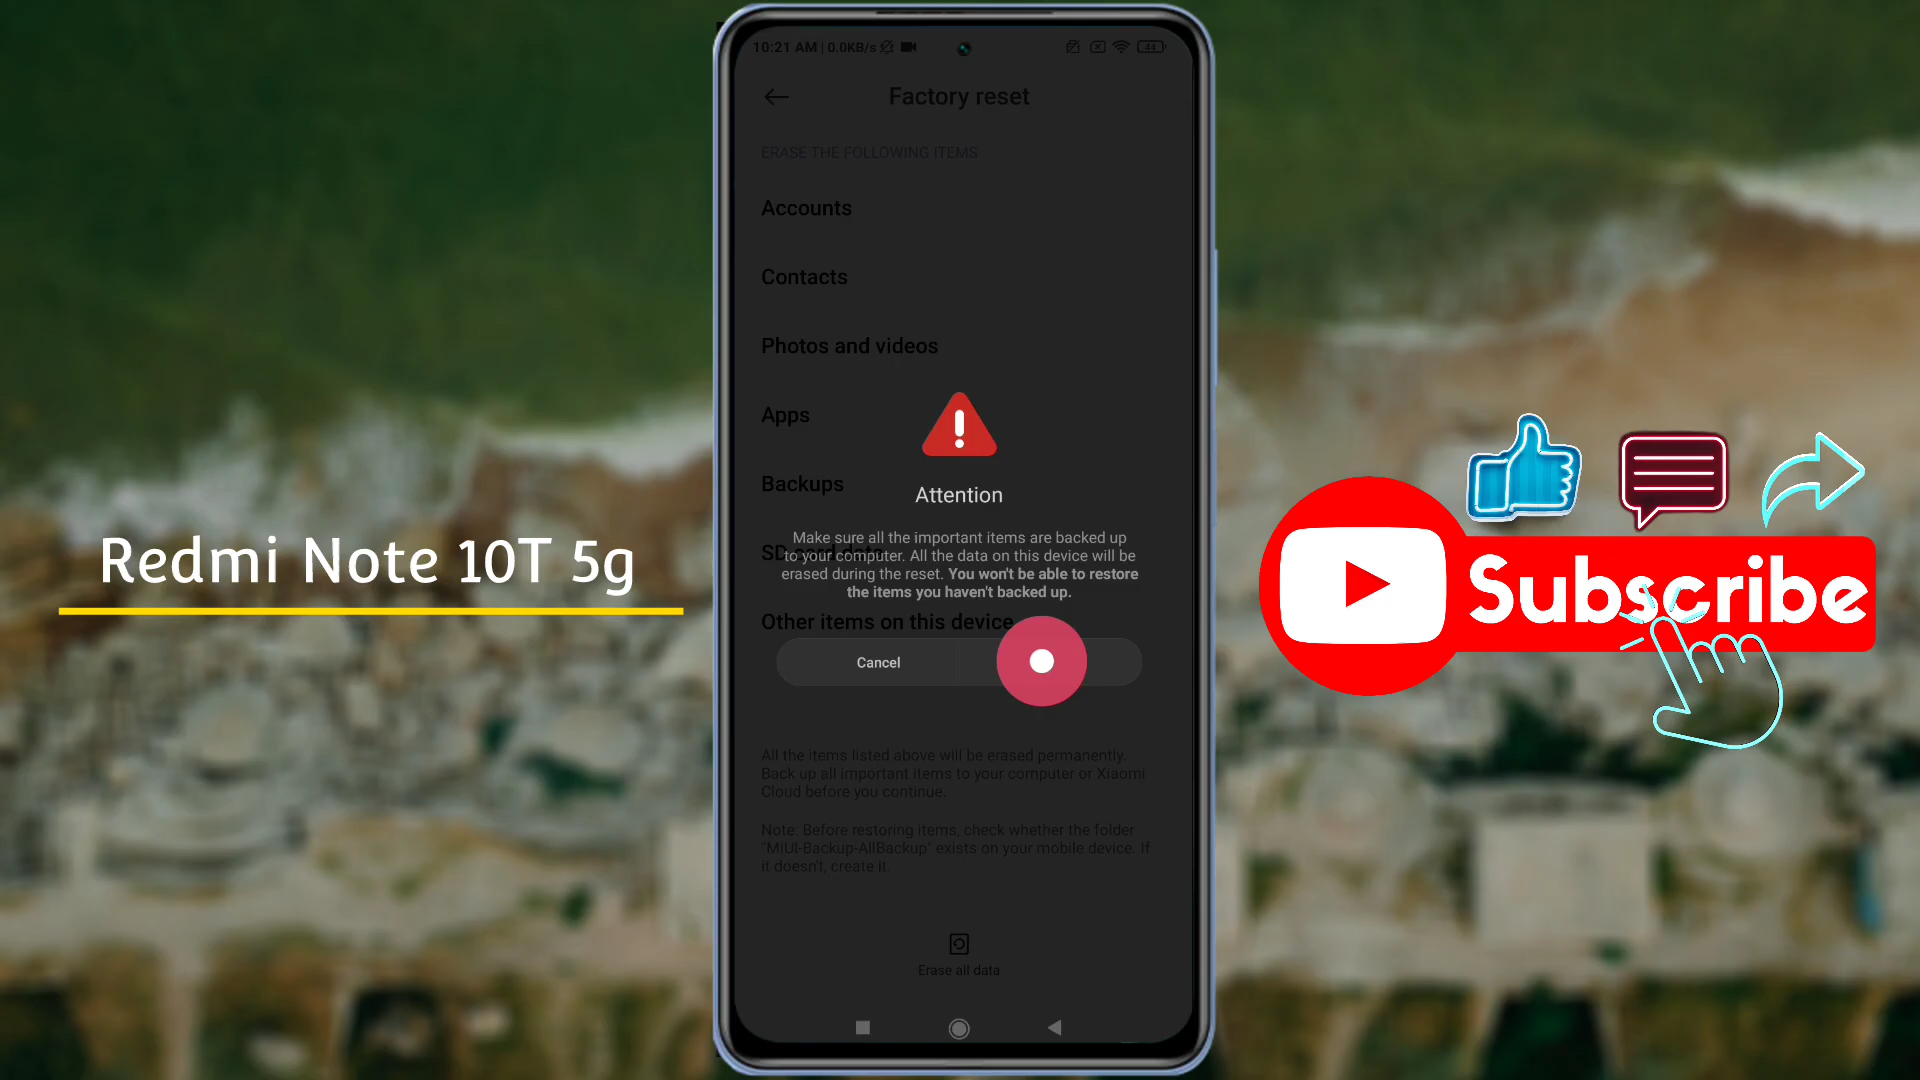 10:21 AM | 0.0KB/s
44
Factory reset
ERASE THE FOLLOWING ITEMS
Accounts
Contacts
Photos and videos
Apps
Backups
Attention
Make sure all the important items are backed up
SD card data
to your computer. All the data on this device will be
erased during the reset. You won't be able to restore
the items you haven't backed up.
Other items on this device
Cancel
All the items listed above will be erased permanently.
Back up all important items to your computer or Xiaomi
Cloud before you continue.
Note: Before restoring items, check whether the folder
"MIUI-Backup-AllBackup" exists on your mobile device. If
it doesn't, create it.
Erase all data
Redmi Note 10T 5g
Subscribe